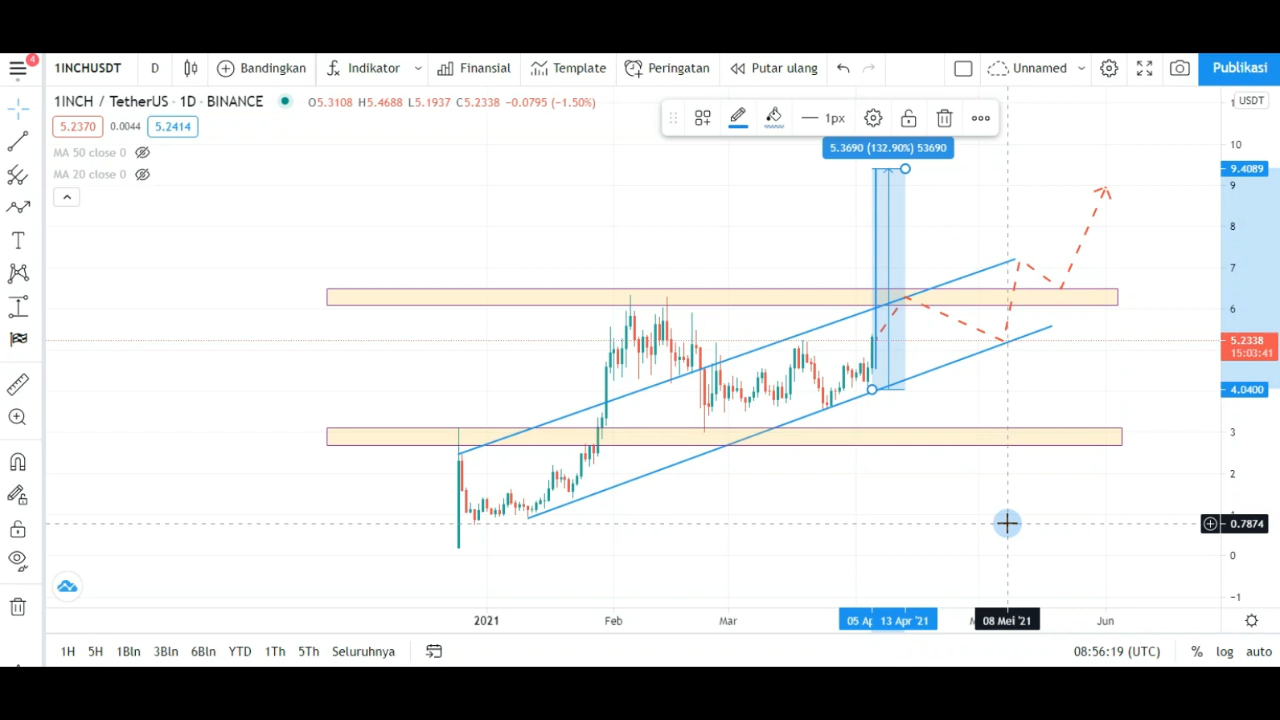 4
1INCHUSDT D Bandingkan Indikator Finansial Template Peringatan Putar ulang Unnamed Publikasi
1INCH / TetherUS · 1D · BINANCE O5.3108 H5.4688 L5.1937 C5.2338 -0.0795 (-1.50%)
USDT
5.2370 0.0044 5.2414
1px
MA 50 close 0
MA 20 close 0
5.3690 (132.90%) 53690
10
9.4089
9
8
7
6
5.2338
15:03:41
4.0400
3
2
0.7874
0
-1
2021 Feb Mar 05 A 13 Apr '21 08 Mei '21 Jun
1H 5H 1Bln 3Bln 6Bln YTD 1Th 5Th Seluruhnya 08:56:19 (UTC) % log auto